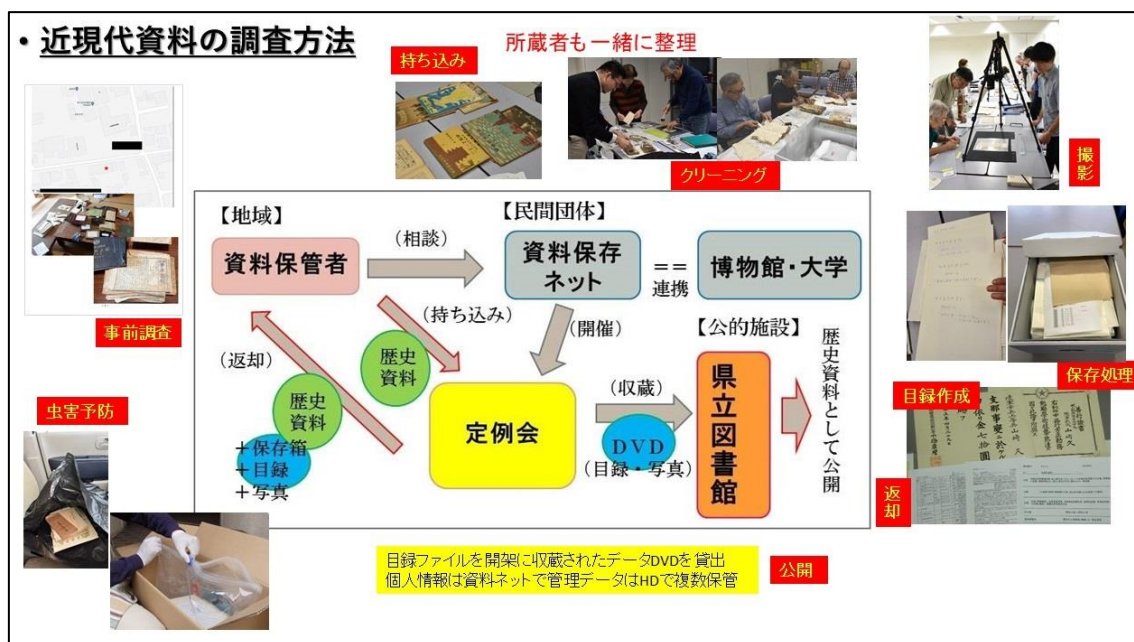 ・近現代資料の調査方法
所蔵者も一緒に整理
持ち込み
クリーニング
撮影
事前調査
【地域】
資料保管者
(相談)
【民間団体】
資料保存
ネット
==
連携
博物館・大学
(持ち込み)
(開催)
(返却)
歴史
資料
歴史
資料
+保存箱
+目録
+写真
定例会
(収蔵)
DVD
(目録・写真)
【公的施設】
県立図書館
歴史資料として公開
保存処理
目録作成
返却
虫害予防
目録ファイルを開架に収蔵されたデータDVDを貸出
個人情報は資料ネットで管理データはHDで複数保管
公開